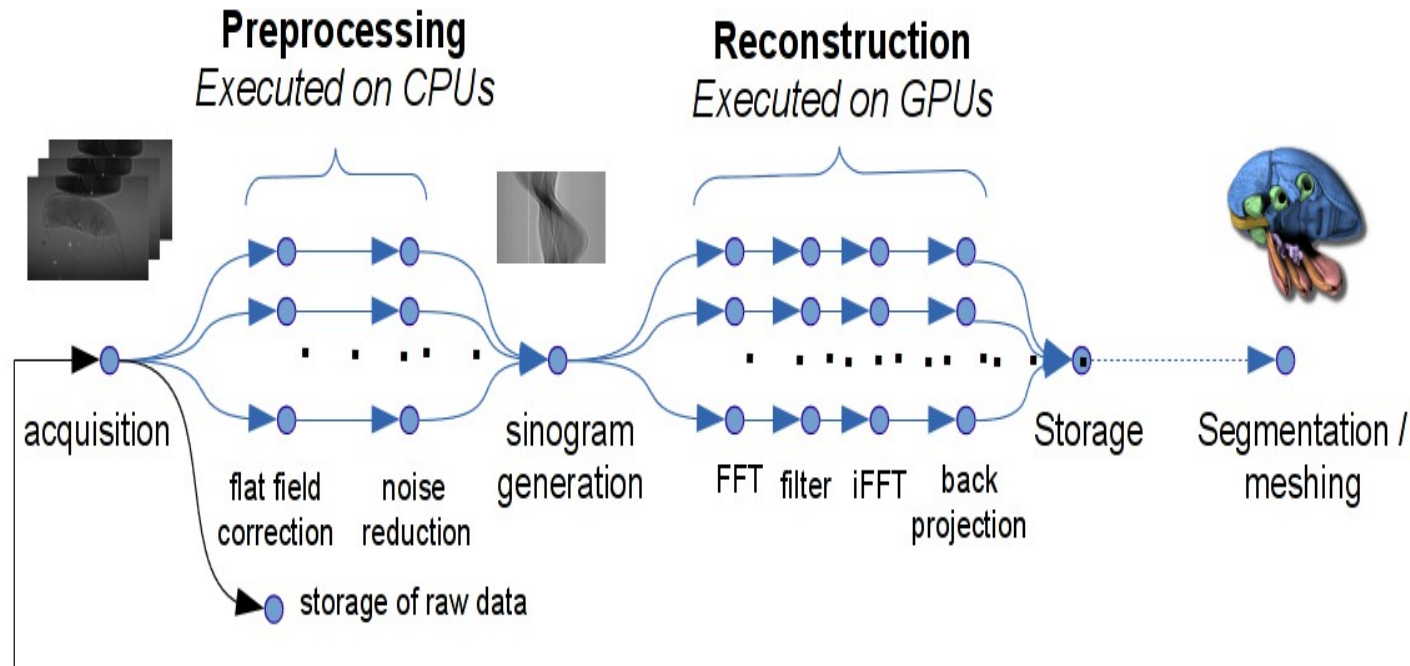 Preprocessing
Executed on CPUs
Reconstruction
Executed on GPUs
acquisition
flat field
correction
noise
reduction
storage of raw data
sinogram
generation
FFT
filter
iFFT
back
projection
Storage
Segmentation /
meshing